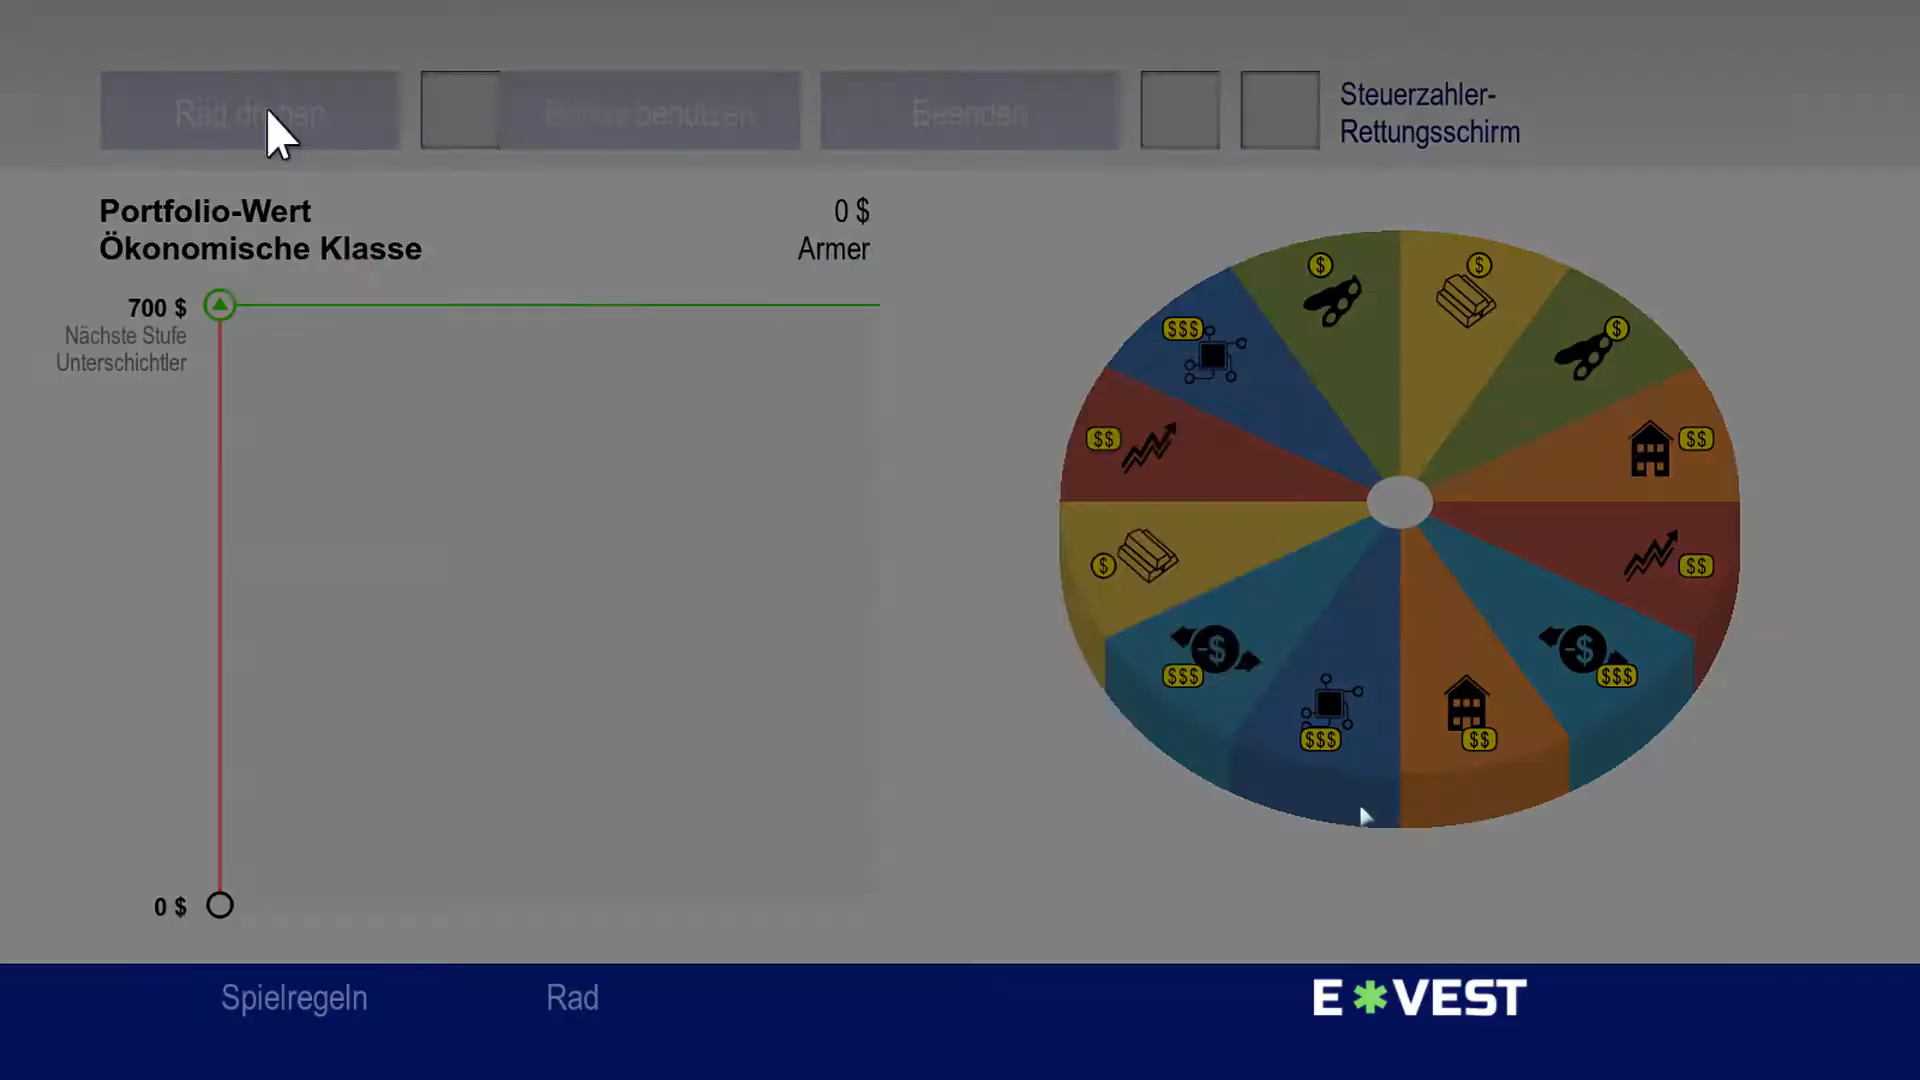 Rad drehen
Bonus benutzen
Beenden
Steuerzahler-
Rettungsschirm
Portfolio-Wert 0 $
Ökonomische Klasse Armer
700 $
Nächste Stufe
Unterschichtler
0 $
$
$
$
$$$
$$
$$
$$
$
$$$
$$$
$$$
$$
-$
-$
Spielregeln
Rad
E*VEST